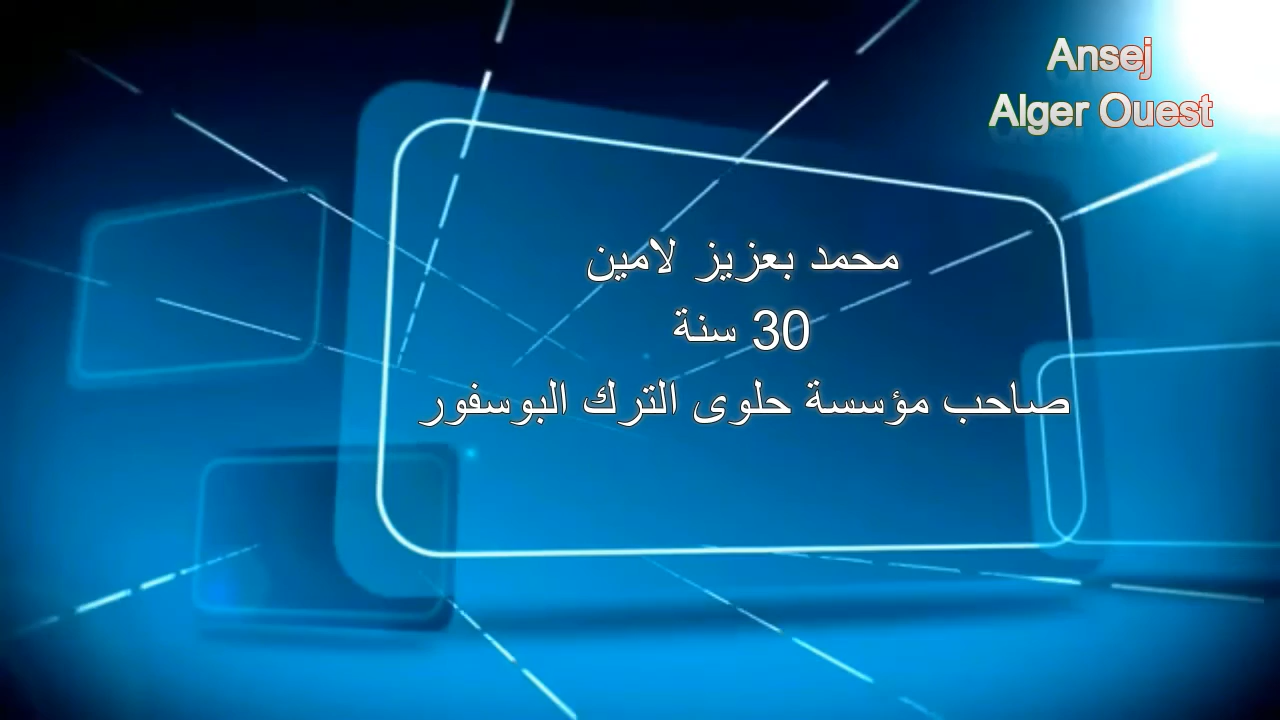 Ansej
Alger Ouest
محمد بعزيز لامين
30 سنة
صاحب مؤسسة حلوى الترك البوسفور